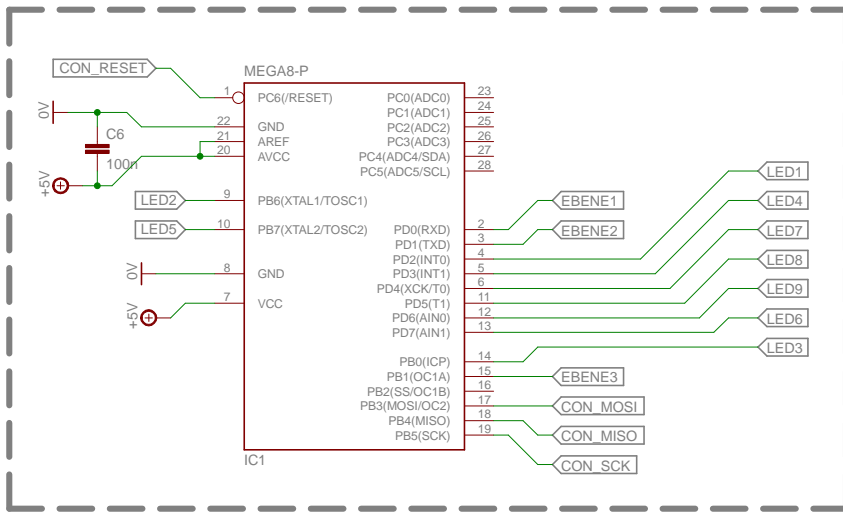 MEGA8-P
CON_RESET
1
PC6(/RESET)
0V
C6
100n
+5V
22
GND
21
AREF
20
AVCC
LED2
9
PB6(XTAL1/TOSC1)
LED5
10
PB7(XTAL2/TOSC2)
0V
8
GND
+5V
7
VCC
PC0(ADC0)
23
PC1(ADC1)
24
PC2(ADC2)
25
PC3(ADC3)
26
PC4(ADC4/SDA)
27
PC5(ADC5/SCL)
28
PD0(RXD)
2
EBENE1
PD1(TXD)
3
EBENE2
PD2(INT0)
4
LED1
PD3(INT1)
5
LED4
PD4(XCK/T0)
6
LED7
PD5(T1)
11
LED8
PD6(AIN0)
12
LED9
PD7(AIN1)
13
LED6
PB0(ICP)
14
LED3
PB1(OC1A)
15
EBENE3
PB2(SS/OC1B)
16
PB3(MOSI/OC2)
17
CON_MOSI
PB4(MISO)
18
CON_MISO
PB5(SCK)
19
CON_SCK
IC1